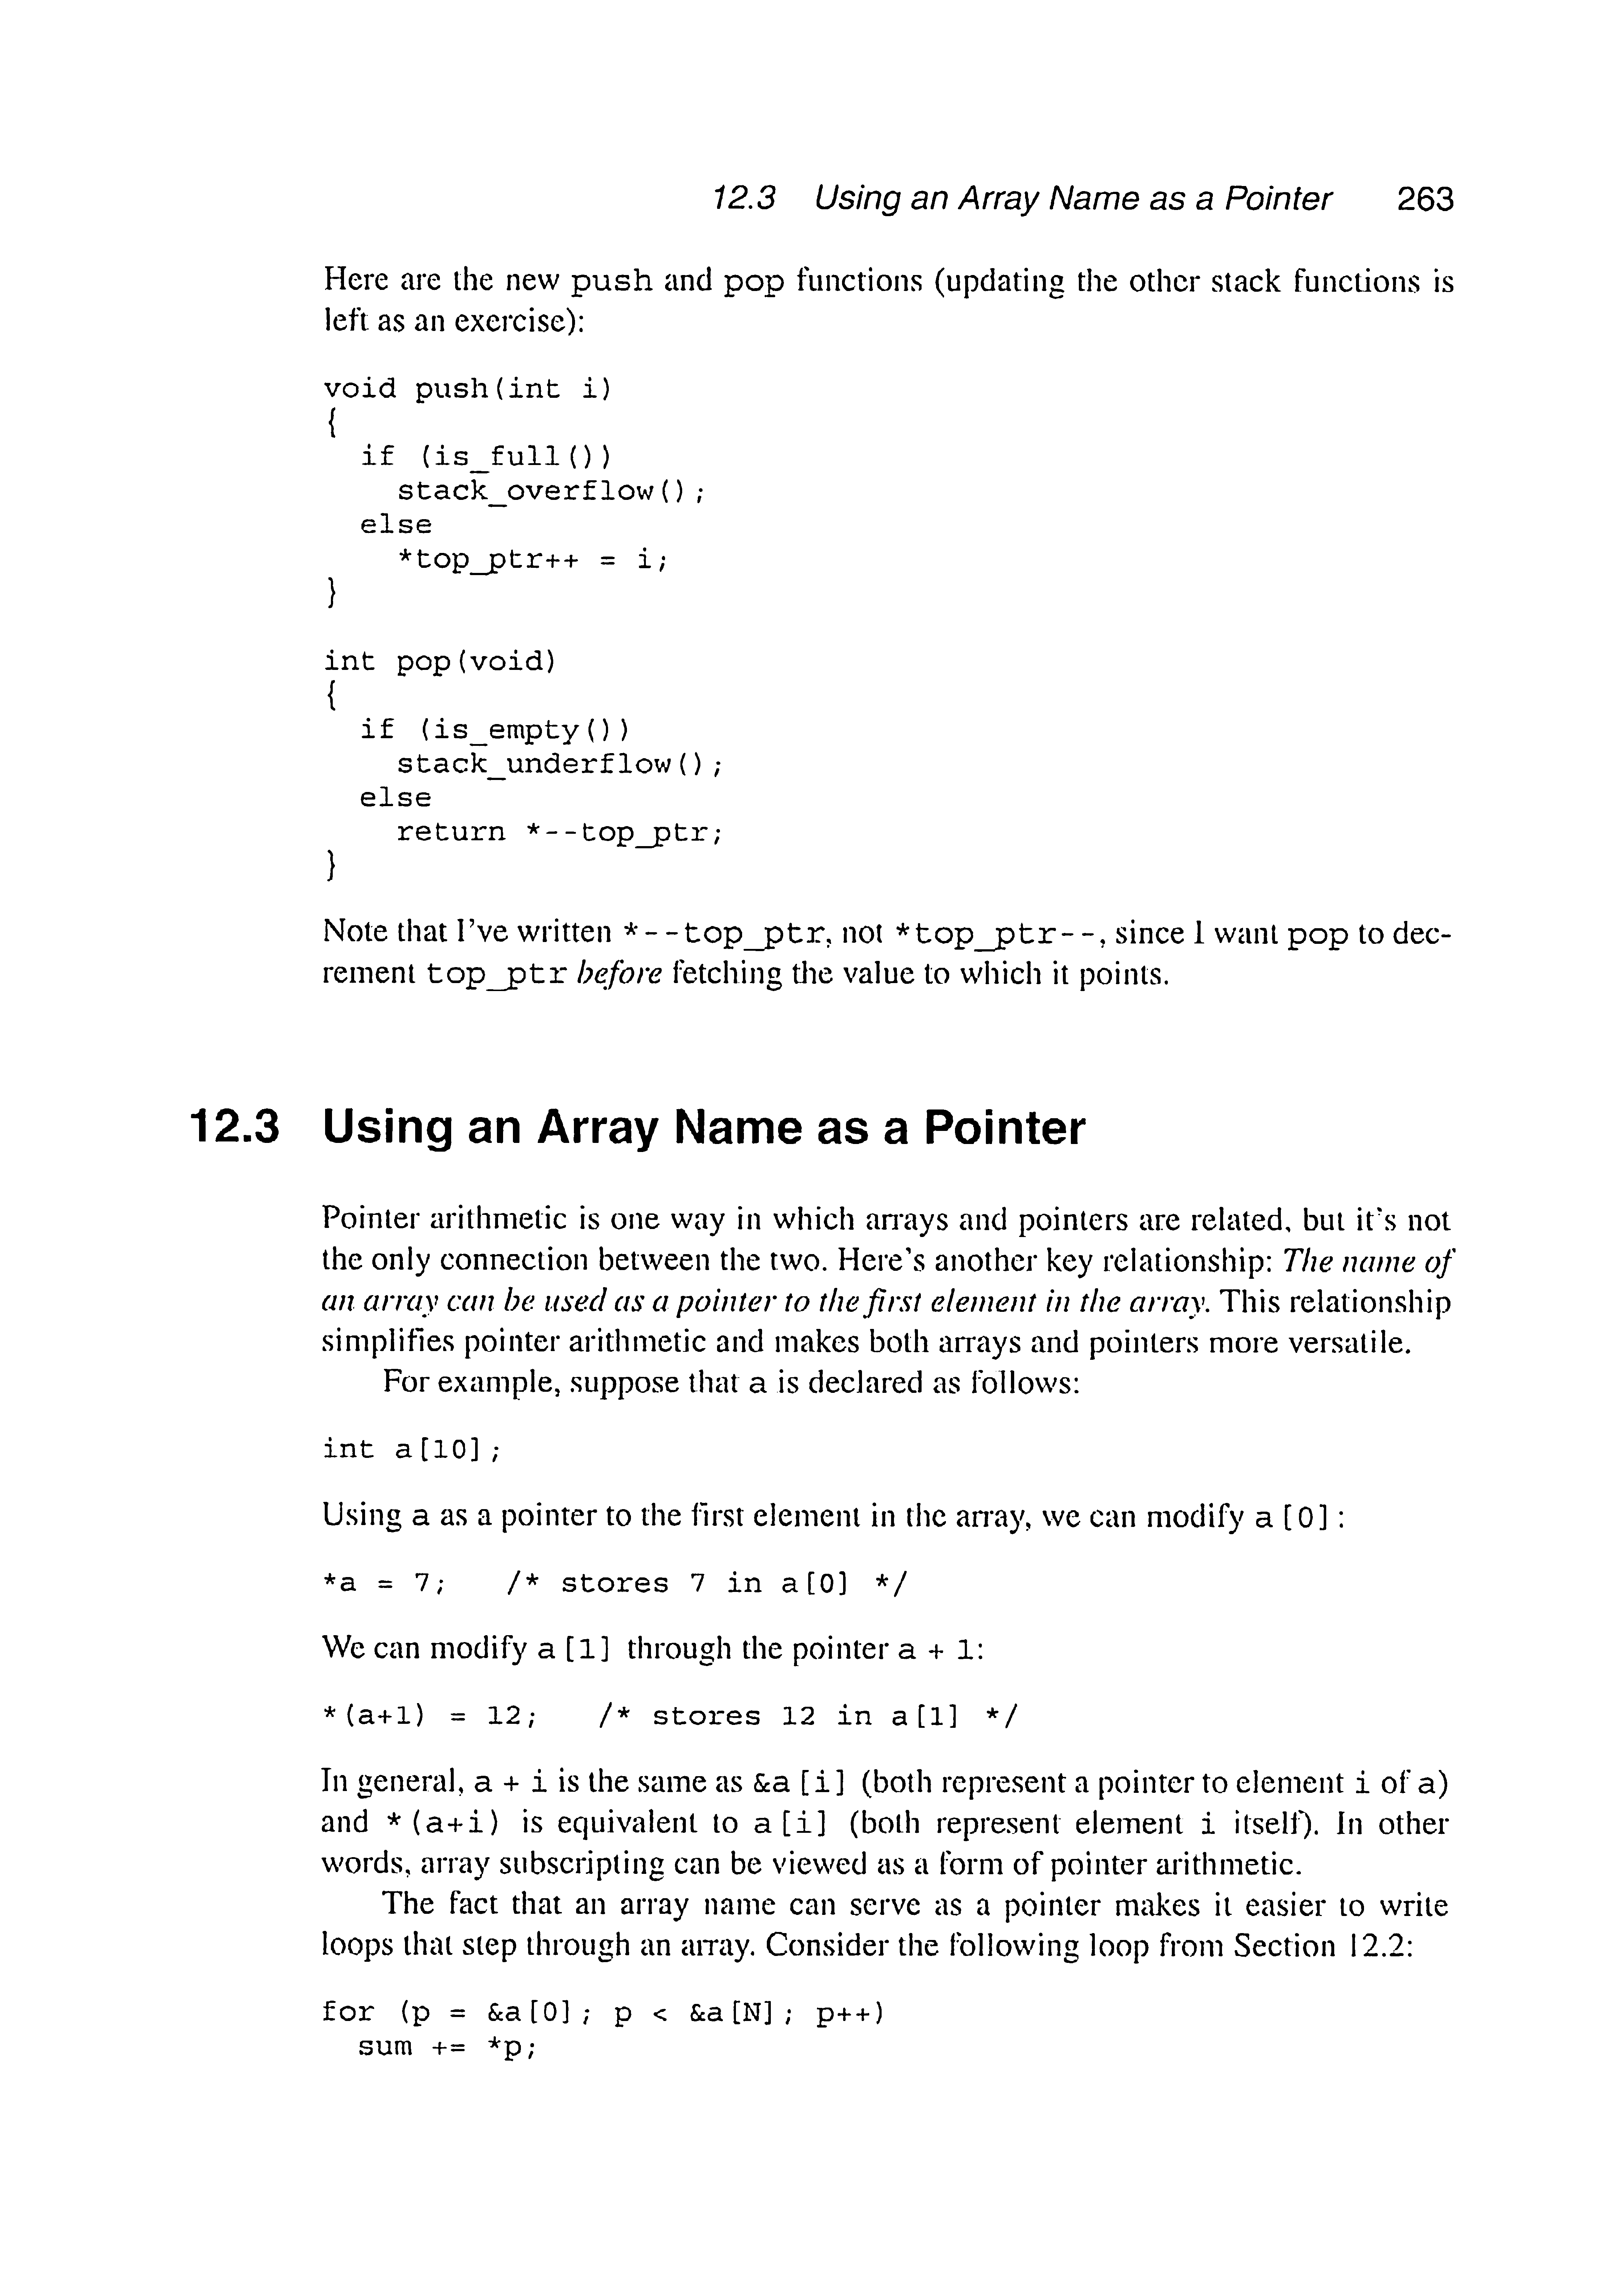 12.3 Using an Array Name as a Pointer 263
Here are the new push and pop functions (updating the other stack functions is
left as an exercise):
void push(int i)
{
  if (is_full())
    stack_overflow();
  else
    *top_ptr++ = i;
}
int pop(void)
{
  if (is_empty())
    stack_underflow();
  else
    return *--top_ptr;
}
Note that I've written *--top_ptr, not *top_ptr--, since I want pop to dec-
rement top_ptr before fetching the value to which it points.
12.3 Using an Array Name as a Pointer
Pointer arithmetic is one way in which arrays and pointers are related, but it's not
the only connection between the two. Here's another key relationship: The name of
an array can be used as a pointer to the first element in the array. This relationship
simplifies pointer arithmetic and makes both arrays and pointers more versatile.
For example, suppose that a is declared as follows:
int a[10];
Using a as a pointer to the first element in the array, we can modify a[0]:
*a = 7;   /* stores 7 in a[0] */
We can modify a[1] through the pointer a + 1:
*(a+1) = 12;   /* stores 12 in a[1] */
In general, a + i is the same as &a[i] (both represent a pointer to element i of a)
and *(a+i) is equivalent to a[i] (both represent element i itself). In other
words, array subscripting can be viewed as a form of pointer arithmetic.
The fact that an array name can serve as a pointer makes it easier to write
loops that step through an array. Consider the following loop from Section 12.2:
for (p = &a[0]; p < &a[N]; p++)
  sum += *p;